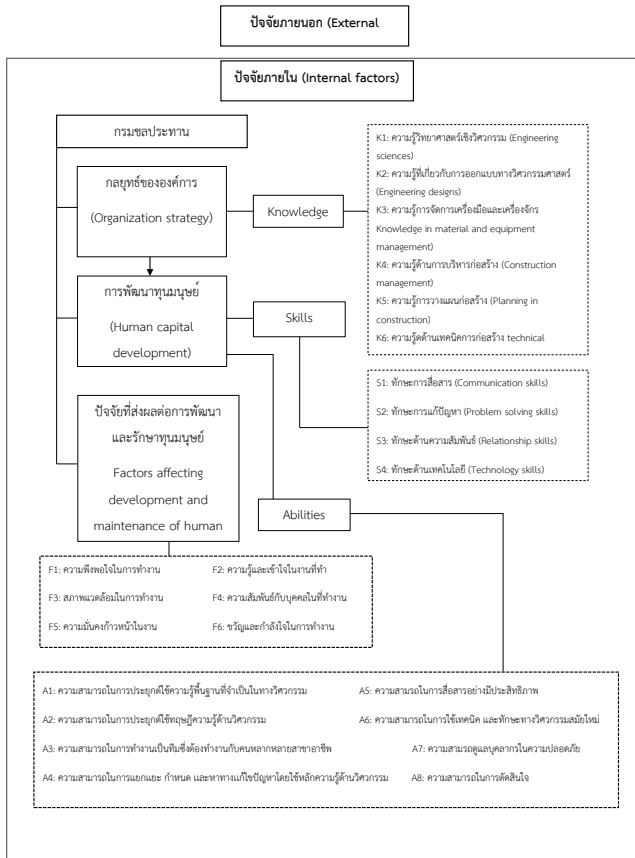 ปัจจัยภายนอก (External
ปัจจัยภายใน (Internal factors)
กรมชลประทาน
กลยุทธ์ขององค์การ
(Organization strategy)
Knowledge
K1: ความรู้วิทยาศาสตร์เชิงวิศวกรรม (Engineering
sciences)
K2: ความรู้ที่เกี่ยวกับการออกแบบทางวิศวกรรมศาสตร์
(Engineering designs)
K3: ความรู้การจัดการเครื่องมือและเครื่องจักร
Knowledge in material and equipment
management)
K4: ความรู้ด้านการบริหารก่อสร้าง (Construction
management)
K5: ความรู้การวางแผนก่อสร้าง (Planning in
construction)
K6: ความรู้ดด้านเทคนิคการก่อสร้าง technical
การพัฒนาทุนมนุษย์
(Human capital
development)
Skills
S1: ทักษะการสื่อสาร (Communication skills)
S2: ทักษะการแก้ปัญหา (Problem solving skills)
S3: ทักษะด้านความสัมพันธ์ (Relationship skills)
S4: ทักษะด้านเทคโนโลยี (Technology skills)
ปัจจัยที่ส่งผลต่อการพัฒนา
และรักษาทุนมนุษย์
Factors affecting
development and
maintenance of human
Abilities
F1: ความพึงพอใจในการทำงาน F2: ความรู้และเข้าใจในงานที่ทำ
F3: สภาพแวดล้อมในการทำงาน F4: ความสัมพันธ์กับบุคคลในที่ทำงาน
F5: ความมั่นคงก้าวหน้าในงาน F6: ขวัญและกำลังใจในการทำงาน
A1: ความสามารถในการประยุกต์ใช้ความรู้พื้นฐานที่จำเป็นในทางวิศวกรรม A5: ความสามรถในการสื่อสารอย่างมีประสิทธิภาพ
A2: ความสามารถในการประยุกต์ใช้ทฤษฎีความรู้ด้านวิศวกรรม A6: ความสามารถในการใช้เทคนิค และทักษะทางวิศวกรรมสมัยใหม่
A3: ความสามารถในการทำงานเป็นทีมซึ่งต้องทำงานกับคนหลากหลายสาขาอาชีพ A7: ความสามรถดูแลบุคลากรในความปลอดภัย
A4: ความสามารถในการแยกแยะ กำหนด และหาทางแก้ไขปัญหาโดยใช้หลักความรู้ด้านวิศวกรรม A8: ความสามารถในการตัดสินใจ